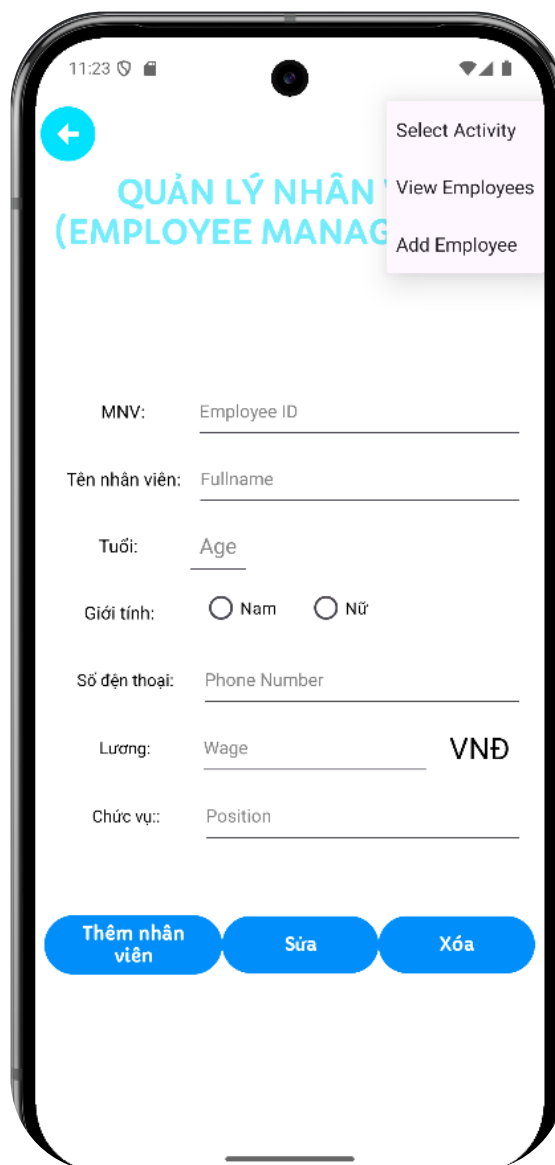 11:23
Select Activity
View Employees
Add Employee
QUẢN LÝ NHÂN
(EMPLOYEE MANAG
MNV: Employee ID
Tên nhân viên: Fullname
Tuổi: Age
Giới tính: Nam Nữ
Số đện thoại: Phone Number
Lương: Wage VNĐ
Chức vụ:: Position
Thêm nhân
viên
Sửa
Xóa